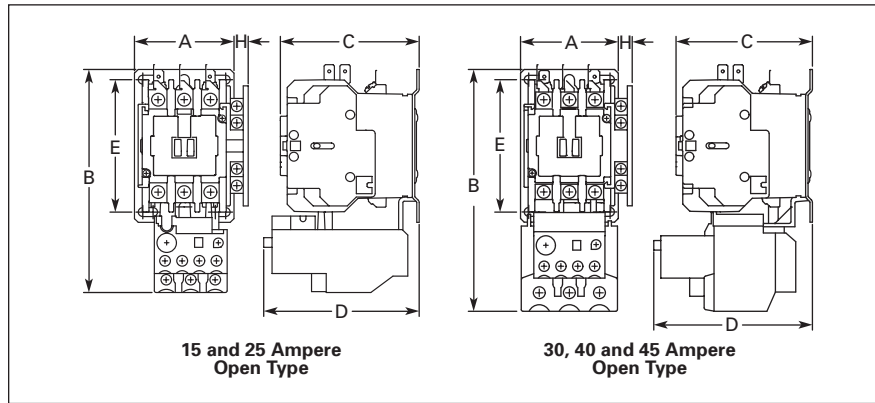 A H C
E
B
D
15 and 25 Ampere
Open Type
A H C
E
B
D
30, 40 and 45 Ampere
Open Type